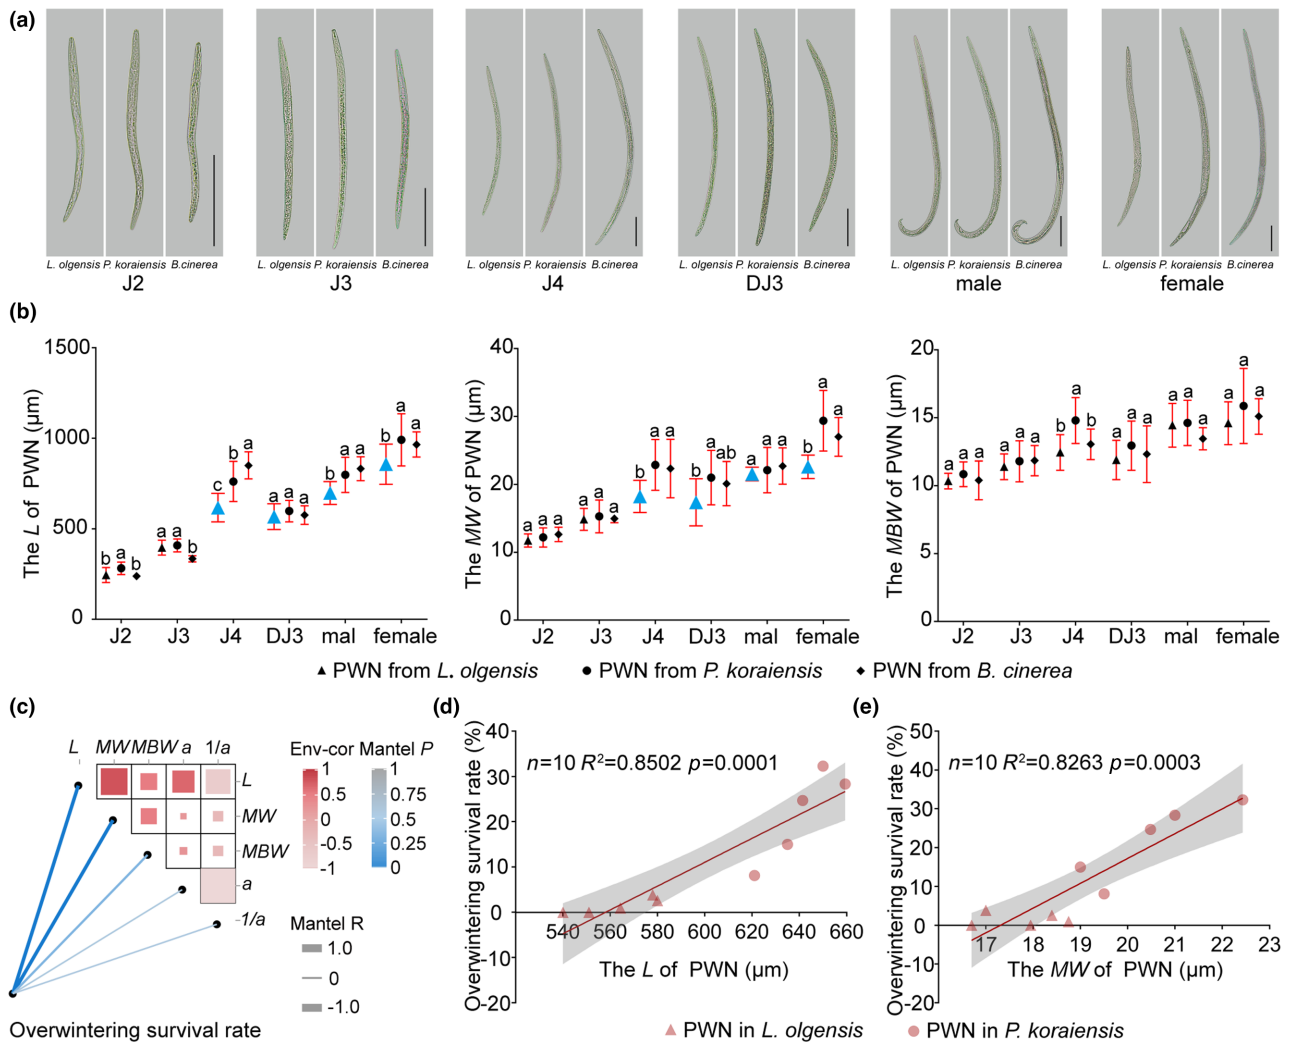 (a)
L. olgensis P. koraiensis B.cinerea
J2
L. olgensis P. koraiensis B.cinerea
J3
L. olgensis P. koraiensis B.cinerea
J4
L. olgensis P. koraiensis B.cinerea
DJ3
L. olgensis P. koraiensis B.cinerea
male
L. olgensis P. koraiensis B.cinerea
female
(b)
The L of PWN (μm)
1500
1000
500
0
b a b
a a b
c b a
a a a
b a a
b a a
J2 J3 J4 DJ3 mal female
The MW of PWN (μm)
40
30
20
10
0
a a a
a a a
b a a
b a ab
a a a
b a a
J2 J3 J4 DJ3 mal female
The MBW of PWN (μm)
20
15
10
5
0
a a a
a a a
b a b
a a a
a a a
a a a
J2 J3 J4 DJ3 mal female
PWN from L. olgensis PWN from P. koraiensis PWN from B. cinerea
(c)
L MW MBW a 1/a
L
MW
MBW
a
1/a
Overwintering survival rate
Env-cor Mantel P
1 1
0.5 0.75
0 0.5
-0.5 0.25
-1 0
Mantel R
1.0
0
-1.0
(d)
Overwintering survival rate (%)
40
30
20
10
0
-10
-20
n=10 R²=0.8502 p=0.0001
540 560 580 600 620 640 660
The L of PWN (μm)
(e)
Overwintering survival rate (%)
50
40
30
20
10
0
-10
-20
n=10 R²=0.8263 p=0.0003
17 18 19 20 21 22 23
The MW of PWN (μm)
PWN in L. olgensis PWN in P. koraiensis